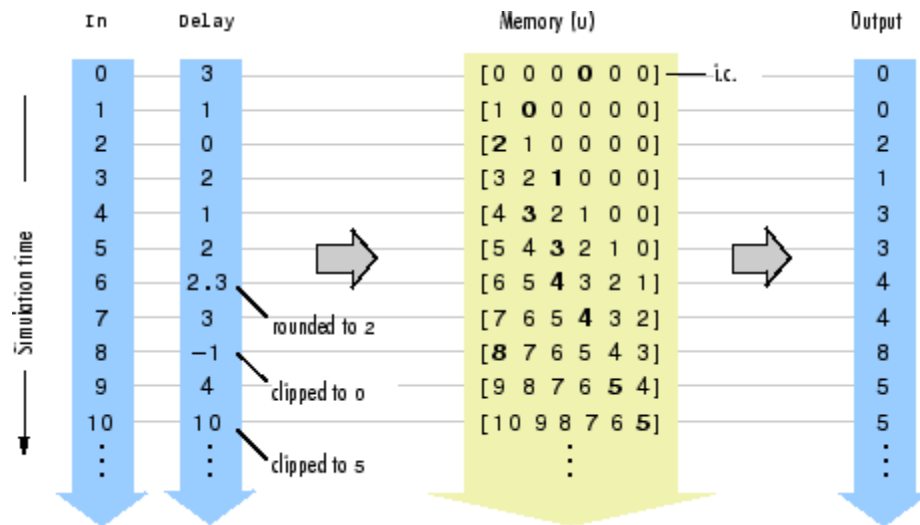 In Delay Memory (u) Output
0 3 [0 0 0 0 0 0] i.c. 0
1 1 [1 0 0 0 0 0] 0
2 0 [2 1 0 0 0 0] 2
3 2 [3 2 1 0 0 0] 1
4 1 [4 3 2 1 0 0] 3
5 2 [5 4 3 2 1 0] 3
6 2.3 [6 5 4 3 2 1] 4
rounded to 2
7 3 [7 6 5 4 3 2] 4
8 −1 [8 7 6 5 4 3] 8
clipped to 0
9 4 [9 8 7 6 5 4] 5
10 10 [10 9 8 7 6 5] 5
clipped to 5
Simulation time